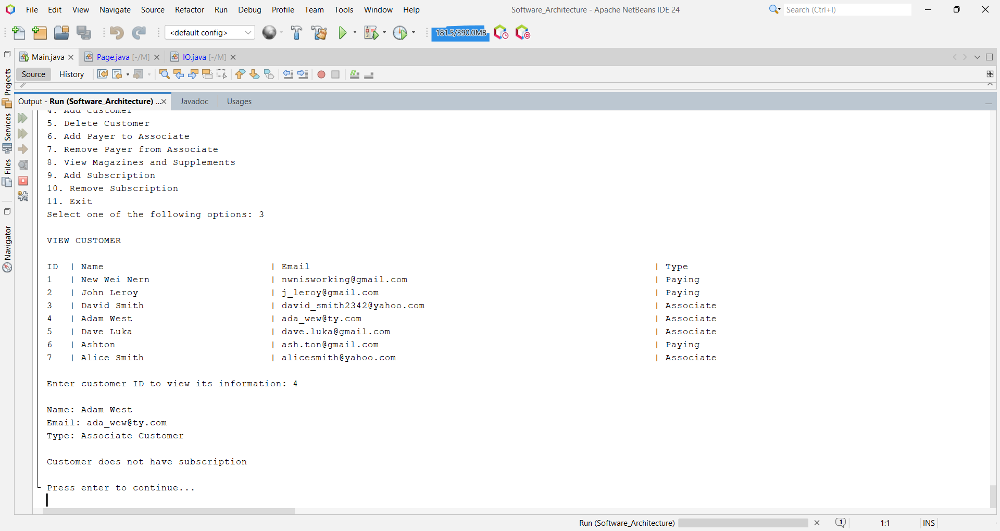 File Edit View Navigate Source Refactor Run Debug Profile Team Tools Window Help Software_Architecture - Apache NetBeans IDE 24 Search (Ctrl+I)
<default config> 181.5/390.0MB
Main.java Page.java [-/M] IO.java [-/M]
Source History
Projects
Services
Files
Navigator
Output - Run (Software_Architecture) ... Javadoc Usages
4. Add Customer
5. Delete Customer
6. Add Payer to Associate
7. Remove Payer from Associate
8. View Magazines and Supplements
9. Add Subscription
10. Remove Subscription
11. Exit
Select one of the following options: 3
VIEW CUSTOMER
ID | Name | Email | Type
1 | New Wei Nern | nwnisworking@gmail.com | Paying
2 | John Leroy | j_leroy@gmail.com | Paying
3 | David Smith | david_smith2342@yahoo.com | Associate
4 | Adam West | ada_wew@ty.com | Associate
5 | Dave Luka | dave.luka@gmail.com | Associate
6 | Ashton | ash.ton@gmail.com | Paying
7 | Alice Smith | alicesmith@yahoo.com | Associate
Enter customer ID to view its information: 4
Name: Adam West
Email: ada_wew@ty.com
Type: Associate Customer
Customer does not have subscription
Press enter to continue...
Run (Software_Architecture) 1 1:1 INS